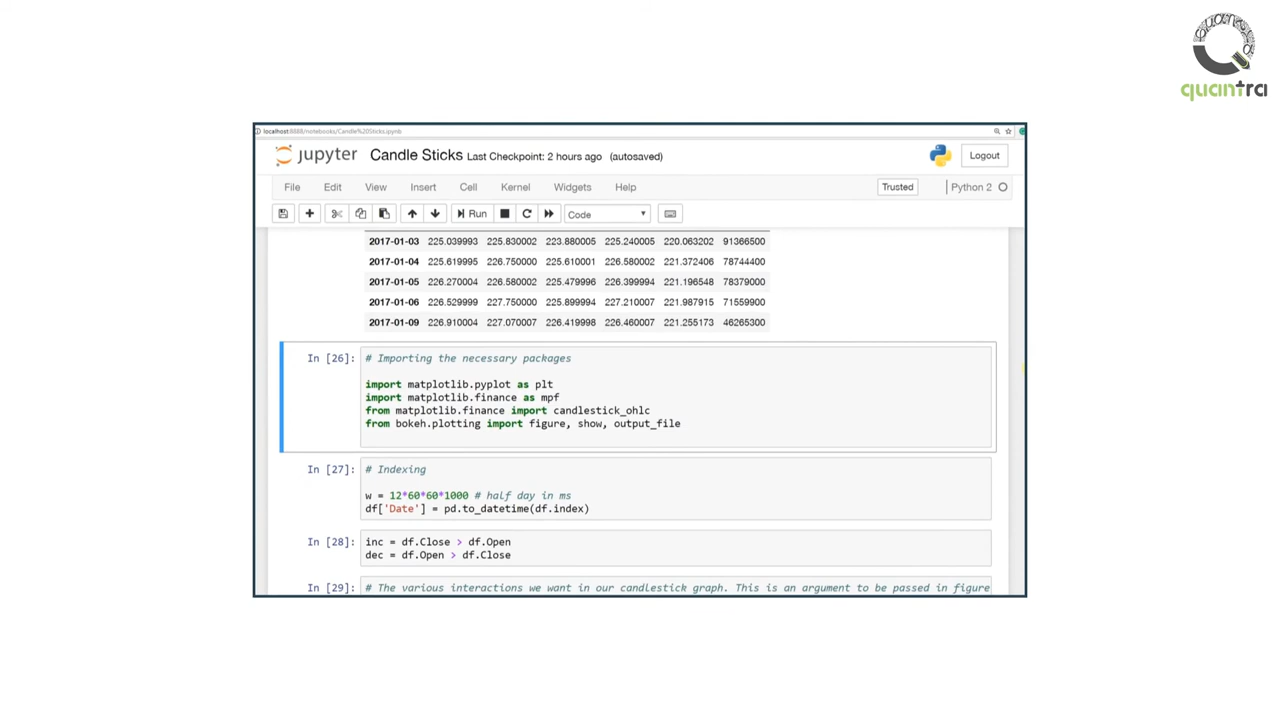 Quantra
quantra
localhost:8888/notebooks/Candle%20Sticks.ipynb
jupyter Candle Sticks Last Checkpoint: 2 hours ago (autosaved)
Logout
File Edit View Insert Cell Kernel Widgets Help Trusted Python 2
Run Code
2017-01-03 225.039993 225.830002 223.880005 225.240005 220.063202 91366500
2017-01-04 225.619995 226.750000 225.610001 226.580002 221.372406 78744400
2017-01-05 226.270004 226.580002 225.479996 226.399994 221.196548 78379000
2017-01-06 226.529999 227.750000 225.899994 227.210007 221.987915 71559900
2017-01-09 226.910004 227.070007 226.419998 226.460007 221.255173 46265300
In [26]: # Importing the necessary packages
import matplotlib.pyplot as plt
import matplotlib.finance as mpf
from matplotlib.finance import candlestick_ohlc
from bokeh.plotting import figure, show, output_file
In [27]: # Indexing
w = 12*60*60*1000 # half day in ms
df['Date'] = pd.to_datetime(df.index)
In [28]: inc = df.Close > df.Open
dec = df.Open > df.Close
In [29]: # The various interactions we want in our candlestick graph. This is an argument to be passed in figure